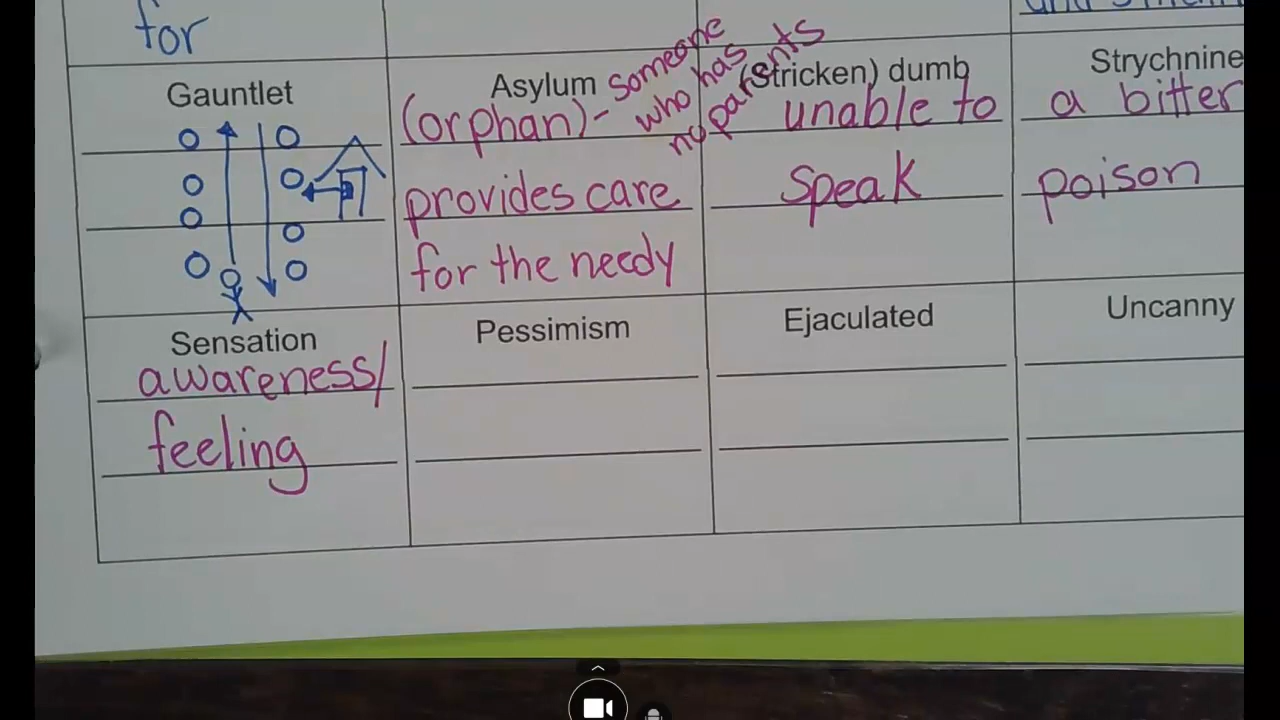 for
Gauntlet
Asylum
(orphan)- someone
who has
no parents
provides care
for the needy
(Stricken) dumb
unable to
speak
Strychnine
a bitter
poison
Sensation
awareness/
feeling
Pessimism
Ejaculated
Uncanny